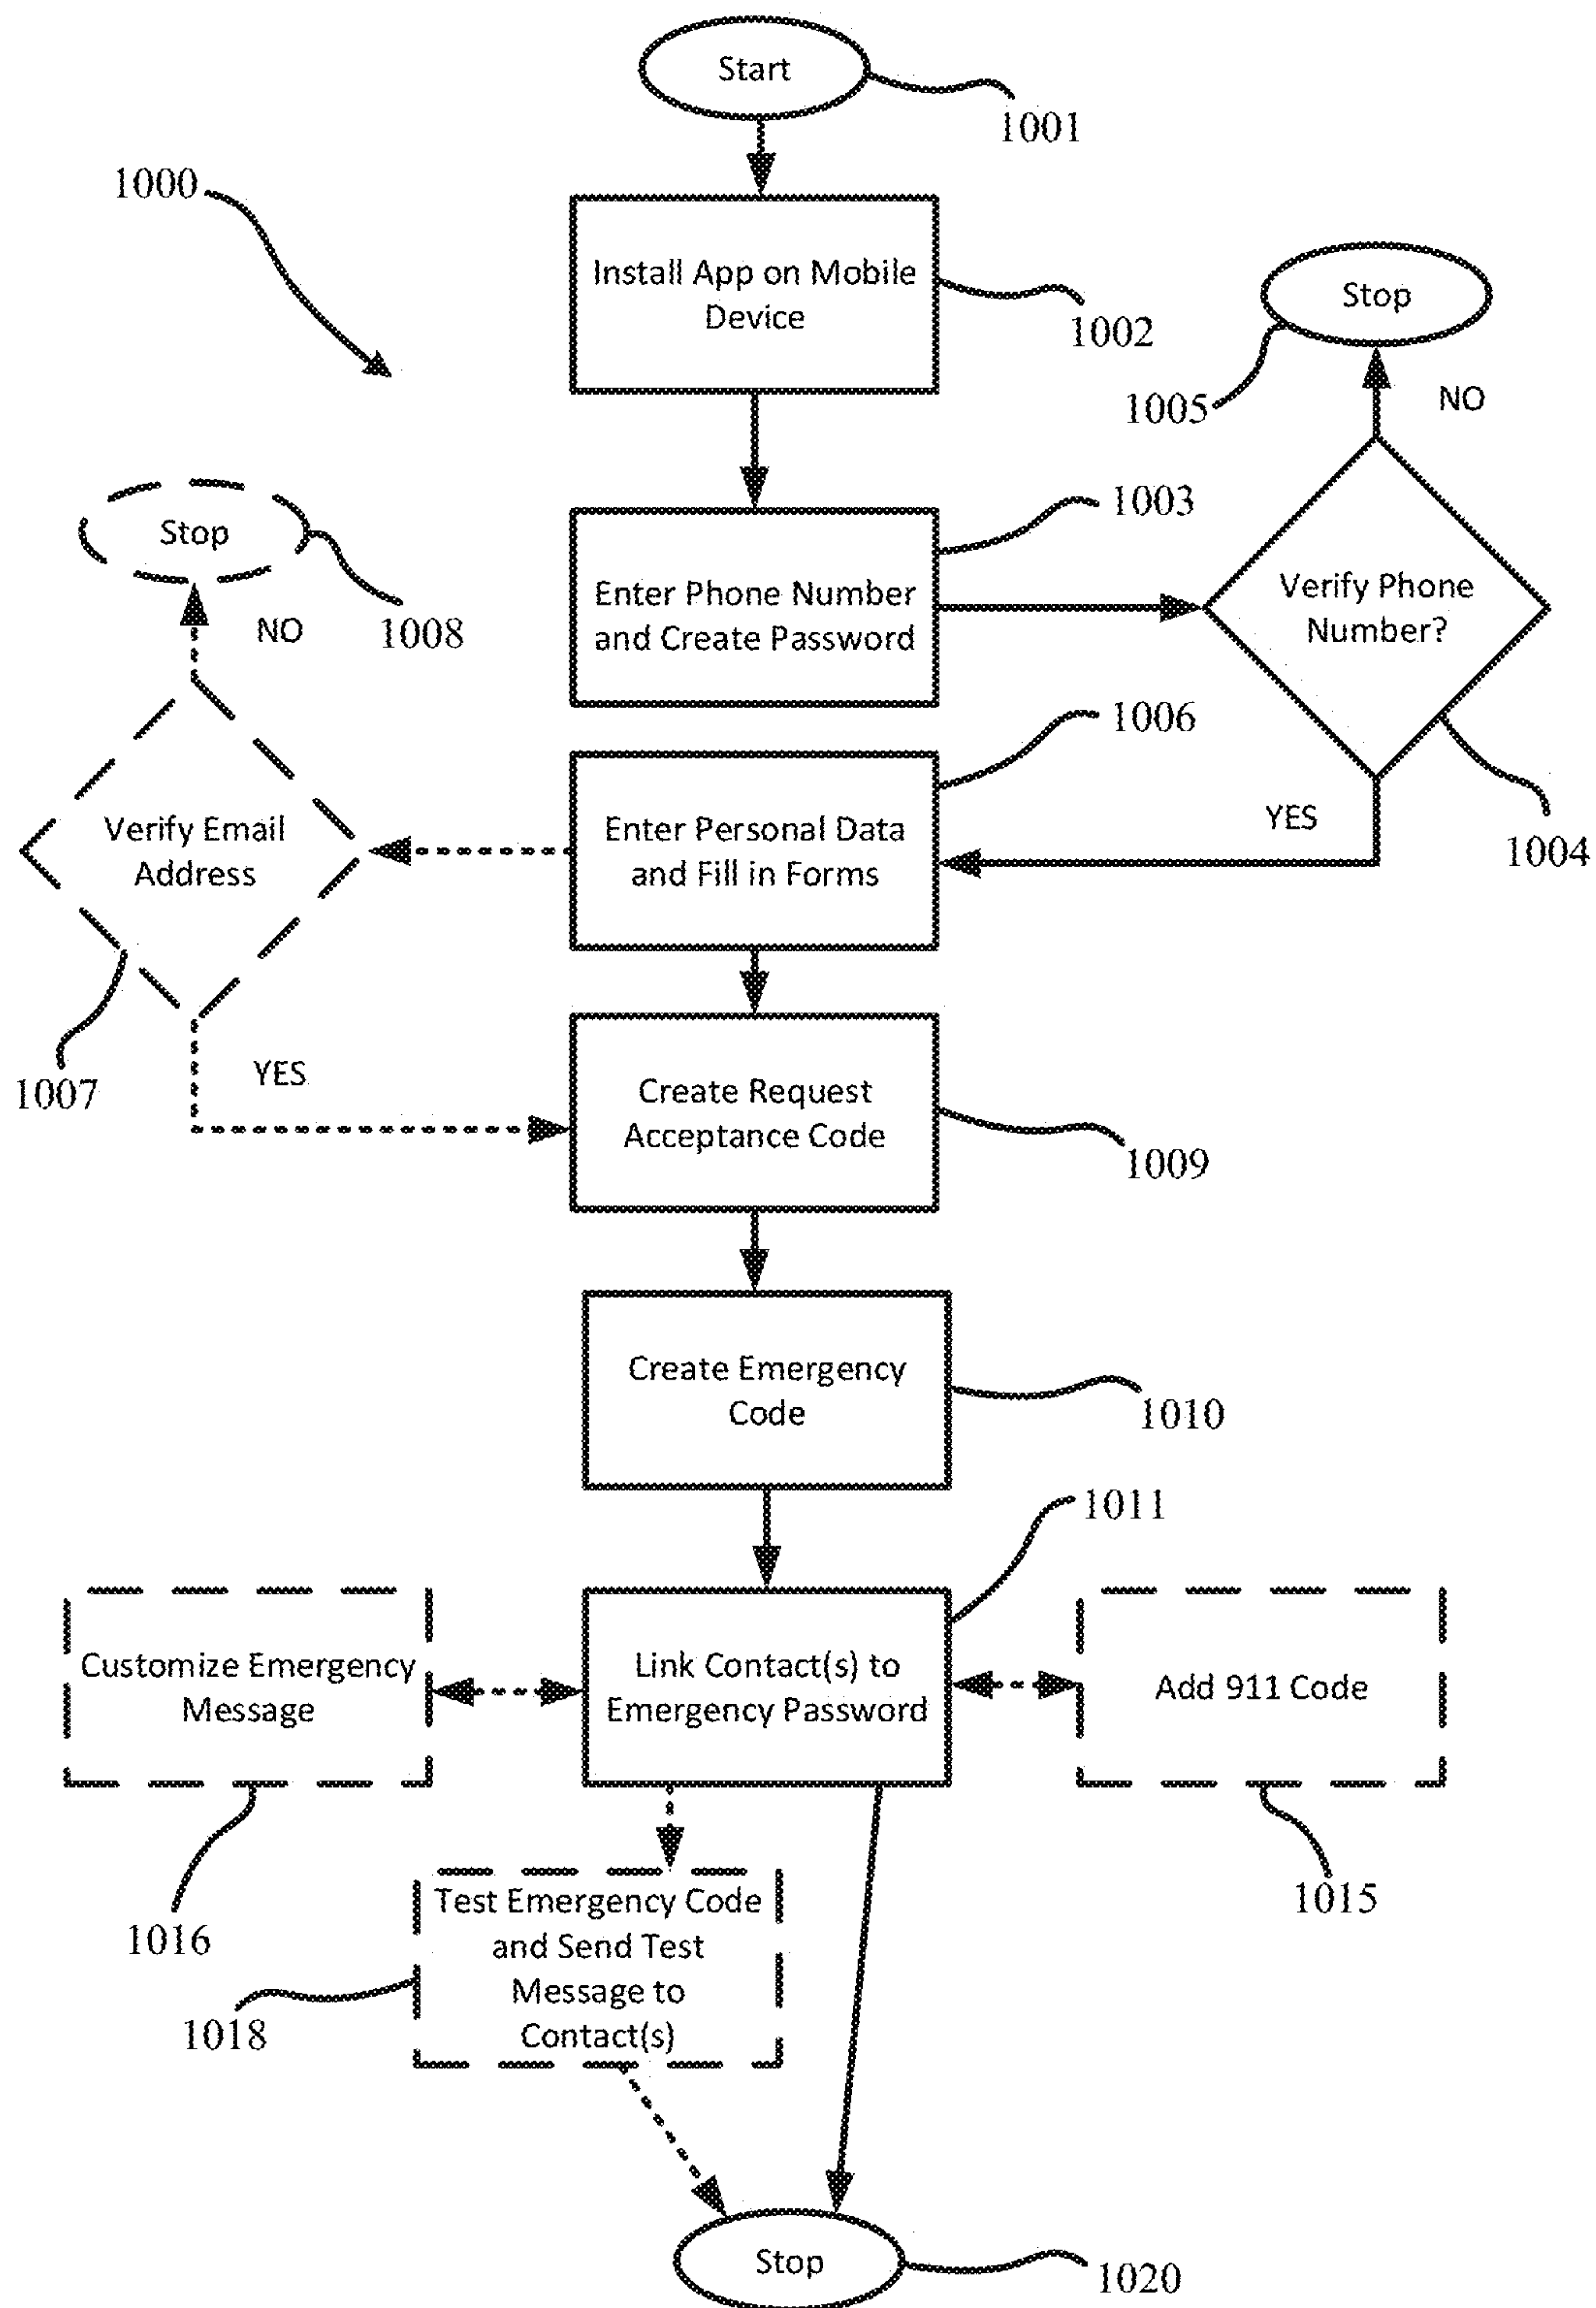 Start
1001
1000
Install App on Mobile
Device
1002
Stop
1005
NO
1003
Enter Phone Number
and Create Password
Verify Phone
Number?
1004
YES
Stop
1008
NO
1006
Enter Personal Data
and Fill in Forms
Verify Email
Address
1007
YES
Create Request
Acceptance Code
1009
Create Emergency
Code
1010
1011
Customize Emergency
Message
Link Contact(s) to
Emergency Password
Add 911 Code
1016
1015
Test Emergency Code
and Send Test
Message to
Contact(s)
1018
Stop
1020